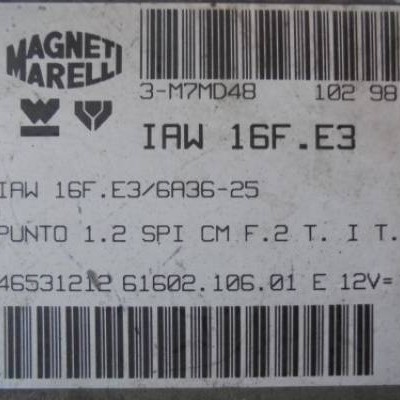 MAGNETI
MARELLI
3-M7MD48 102 98
IAW 16F.E3
IAW 16F.E3/6A36-25
PUNTO 1.2 SPI CM F.2 T. I T.
46531212 61602.106.01 E 12V=